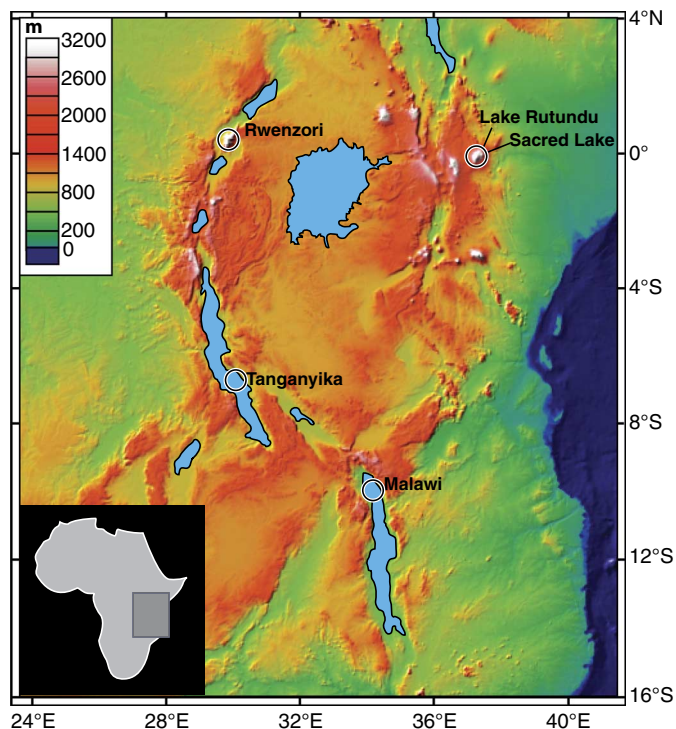 m
3200
2600
2000
1400
800
200
0
4°N
0°
4°S
8°S
12°S
16°S
Rwenzori
Lake Rutundu
Sacred Lake
Tanganyika
Malawi
24°E
28°E
32°E
36°E
40°E